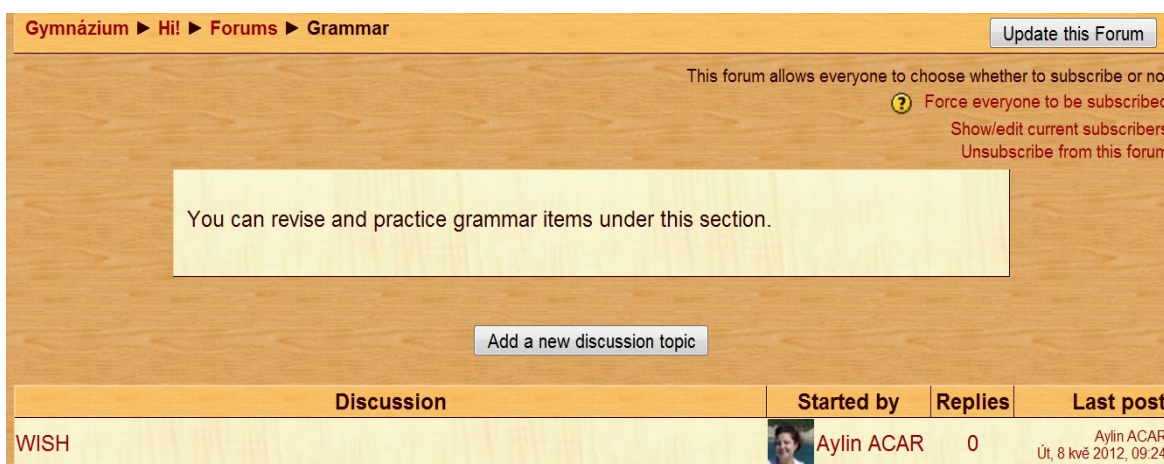 Gymnázium ► Hi! ► Forums ► Grammar
Update this Forum
This forum allows everyone to choose whether to subscribe or no
Force everyone to be subscribed
Show/edit current subscribers
Unsubscribe from this forum
You can revise and practice grammar items under this section.
Add a new discussion topic
Discussion Started by Replies Last post
WISH Aylin ACAR 0 Aylin ACAR
Út, 8 kvě 2012, 09:24